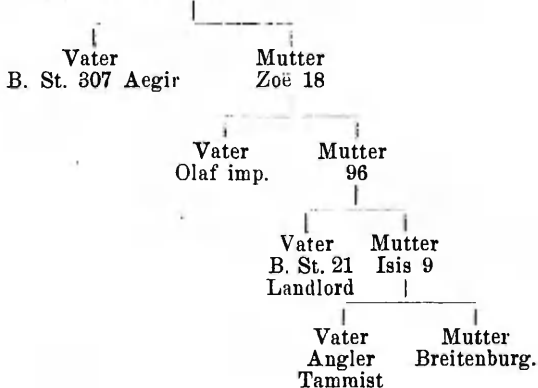 Vater Mutter
B. St. 307 Aegir Zoë 18
Vater Mutter
Olaf imp. 96
Vater Mutter
B. St. 21 Isis 9
Landlord
Vater Mutter
Angler Breitenburg.
Tammist